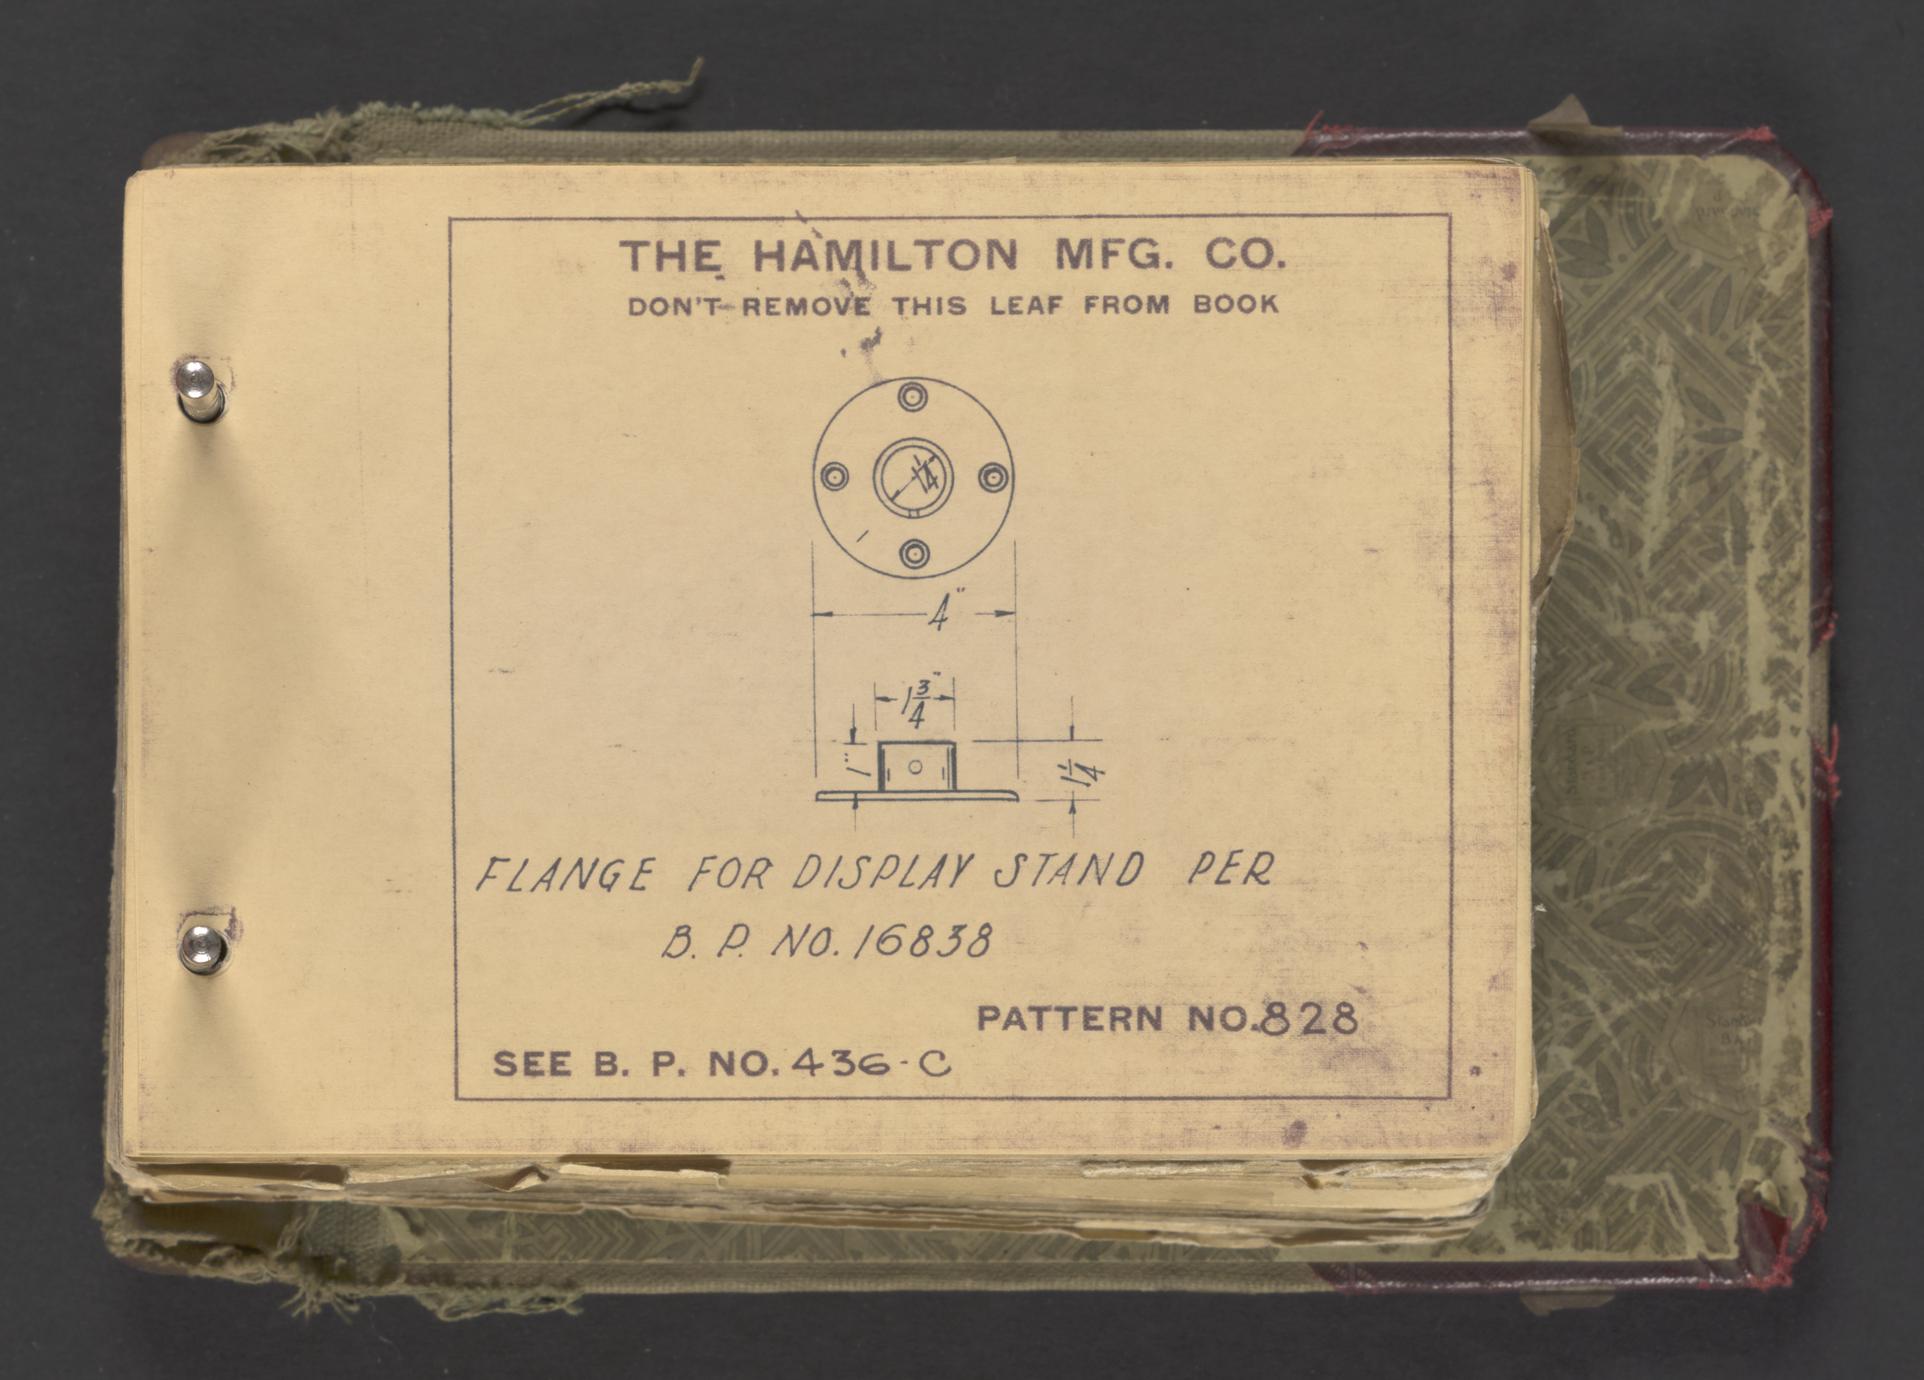 THE HAMILTON MFG. CO.
DON'T REMOVE THIS LEAF FROM BOOK
4"
1 3/4"
1"
1 1/4
FLANGE FOR DISPLAY STAND PER
B. P. NO. 16838
PATTERN NO. 828
SEE B. P. NO. 436-C